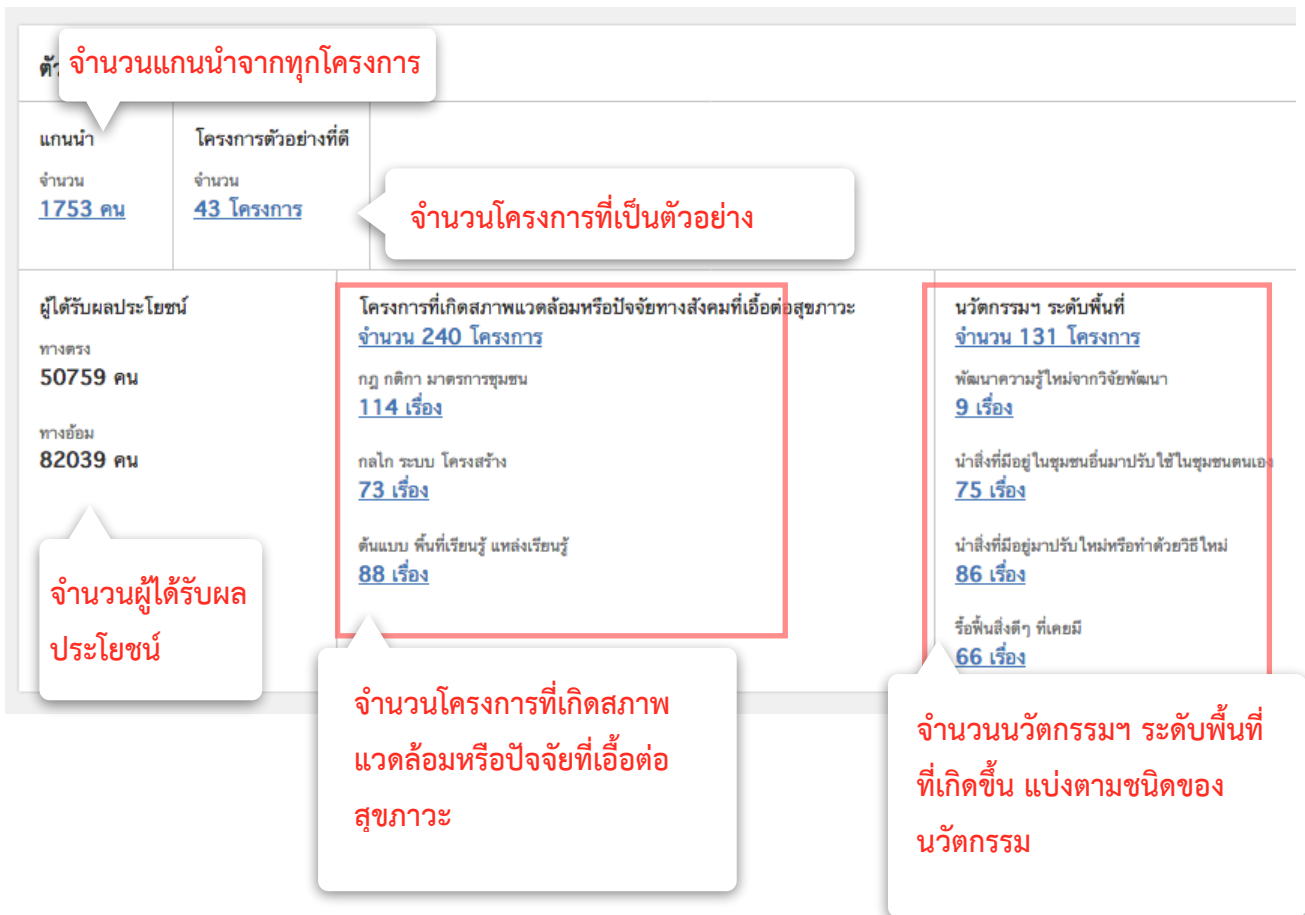 จำนวนแกนนำจากทุกโครงการ
แกนนำ
จำนวน
1753 คน
โครงการตัวอย่างที่ดี
จำนวน
43 โครงการ
จำนวนโครงการที่เป็นตัวอย่าง
ผู้ได้รับผลประโยชน์
ทางตรง
50759 คน
ทางอ้อม
82039 คน
จำนวนผู้ได้รับผล
ประโยชน์
โครงการที่เกิดสภาพแวดล้อมหรือปัจจัยทางสังคมที่เอื้อต่อสุขภาวะ
จำนวน 240 โครงการ
กฎ กติกา มาตรการชุมชน
114 เรื่อง
กลไก ระบบ โครงสร้าง
73 เรื่อง
ต้นแบบ พื้นที่เรียนรู้ แหล่งเรียนรู้
88 เรื่อง
จำนวนโครงการที่เกิดสภาพ
แวดล้อมหรือปัจจัยที่เอื้อต่อ
สุขภาวะ
นวัตกรรมฯ ระดับพื้นที่
จำนวน 131 โครงการ
พัฒนาความรู้ใหม่จากวิจัยพัฒนา
9 เรื่อง
นำสิ่งที่มีอยู่ในชุมชนอื่นมาปรับใช้ในชุมชนตนเอง
75 เรื่อง
นำสิ่งที่มีอยู่มาปรับใหม่หรือทำด้วยวิธีใหม่
86 เรื่อง
รื้อฟื้นสิ่งดีๆ ที่เคยมี
66 เรื่อง
จำนวนนวัตกรรมฯ ระดับพื้นที่
ที่เกิดขึ้น แบ่งตามชนิดของ
นวัตกรรม